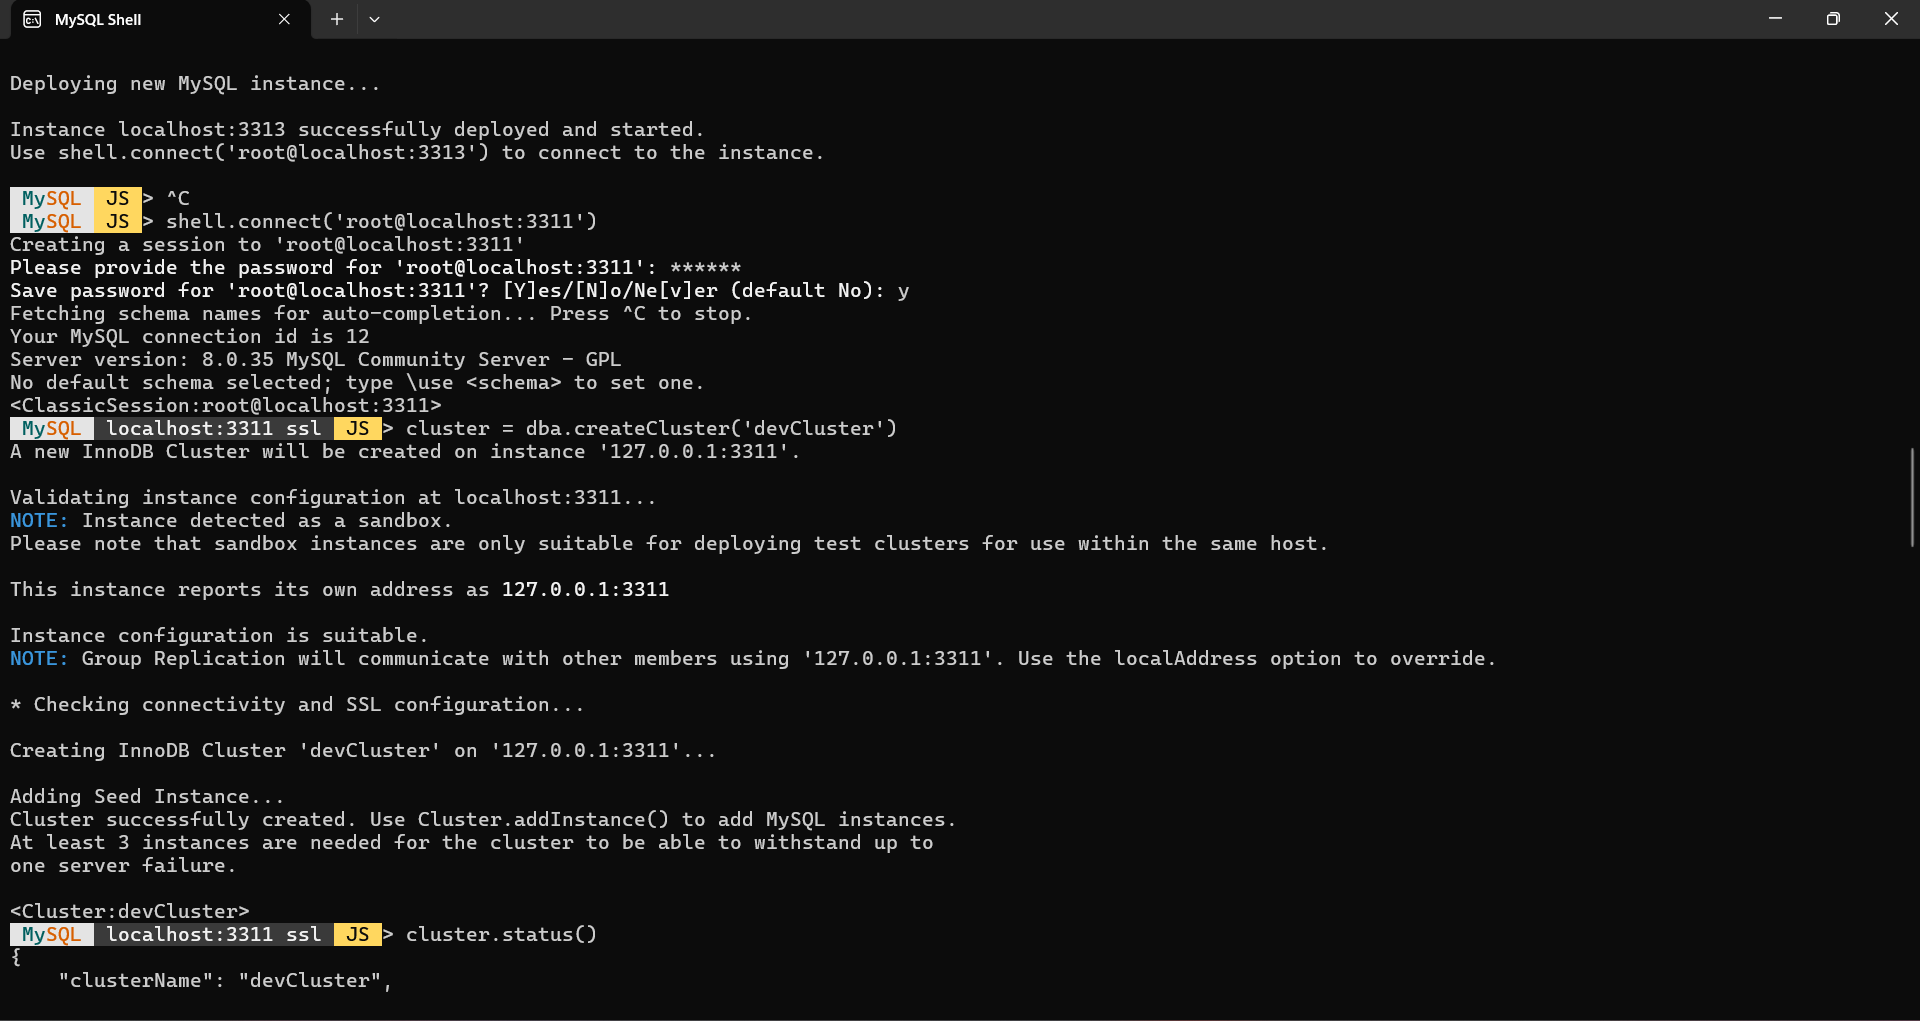 MySQL Shell
Deploying new MySQL instance...
Instance localhost:3313 successfully deployed and started.
Use shell.connect('root@localhost:3313') to connect to the instance.
MySQL JS > ^C
MySQL JS > shell.connect('root@localhost:3311')
Creating a session to 'root@localhost:3311'
Please provide the password for 'root@localhost:3311': ******
Save password for 'root@localhost:3311'? [Y]es/[N]o/Ne[v]er (default No): y
Fetching schema names for auto-completion... Press ^C to stop.
Your MySQL connection id is 12
Server version: 8.0.35 MySQL Community Server - GPL
No default schema selected; type \use <schema> to set one.
<ClassicSession:root@localhost:3311>
MySQL localhost:3311 ssl JS > cluster = dba.createCluster('devCluster')
A new InnoDB Cluster will be created on instance '127.0.0.1:3311'.
Validating instance configuration at localhost:3311...
NOTE: Instance detected as a sandbox.
Please note that sandbox instances are only suitable for deploying test clusters for use within the same host.
This instance reports its own address as 127.0.0.1:3311
Instance configuration is suitable.
NOTE: Group Replication will communicate with other members using '127.0.0.1:3311'. Use the localAddress option to override.
* Checking connectivity and SSL configuration...
Creating InnoDB Cluster 'devCluster' on '127.0.0.1:3311'...
Adding Seed Instance...
Cluster successfully created. Use Cluster.addInstance() to add MySQL instances.
At least 3 instances are needed for the cluster to be able to withstand up to
one server failure.
<Cluster:devCluster>
MySQL localhost:3311 ssl JS > cluster.status()
{
    "clusterName": "devCluster",